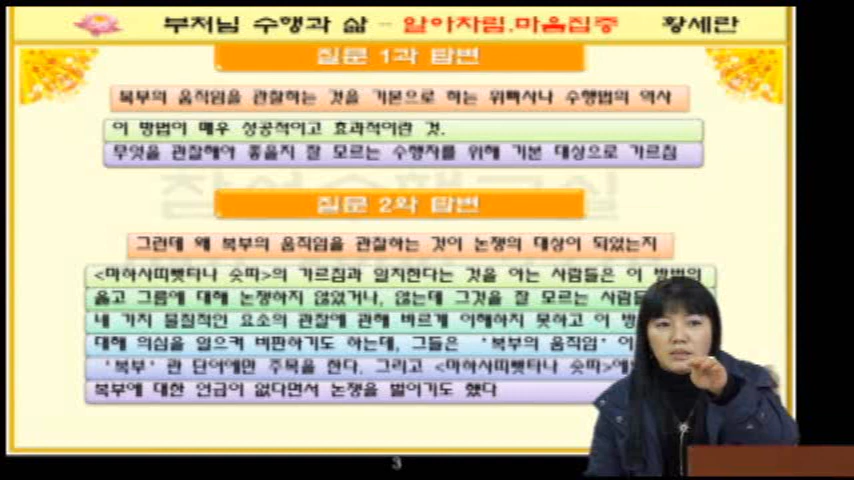 부처님 수행과 삶 - 알아차림.마음집중 황세란
질문 1과 답변
복부의 움직임을 관찰하는 것을 기본으로 하는 위빠사나 수행법의 역사
이 방법이 매우 성공적이고 효과적이란 것.
무엇을 관찰해야 좋을지 잘 모르는 수행자를 위해 기본 대상으로 가르침
질문 2와 답변
그런데 왜 복부의 움직임을 관찰하는 것이 논쟁의 대상이 되었는지
<마하사띠빳타나 숫따>의 가르침과 일치한다는 것을 아는 사람들은 이 방법의
옳고 그름에 대해 논쟁하지 않았거나, 않는데 그것을 잘 모르는 사람들
네 가지 물질적인 요소의 관찰에 관해 바르게 이해하지 못하고 이 방
대해 의심을 일으켜 비판하기도 하는데, 그들은 '복부의 움직임' 이
'복부' 란 단어에만 주목을 한다. 그리고 <마하사띠빳타나 숫따>에
복부에 대한 언급이 없다면서 논쟁을 벌이기도 했다
3